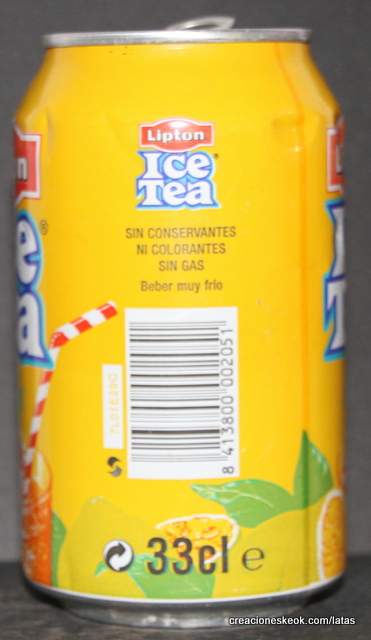 Lipton
Ice
Tea
SIN CONSERVANTES
NI COLORANTES
SIN GAS
Beber muy frío
8 413800 002051
33cl e
creacioneskeok.com/latas